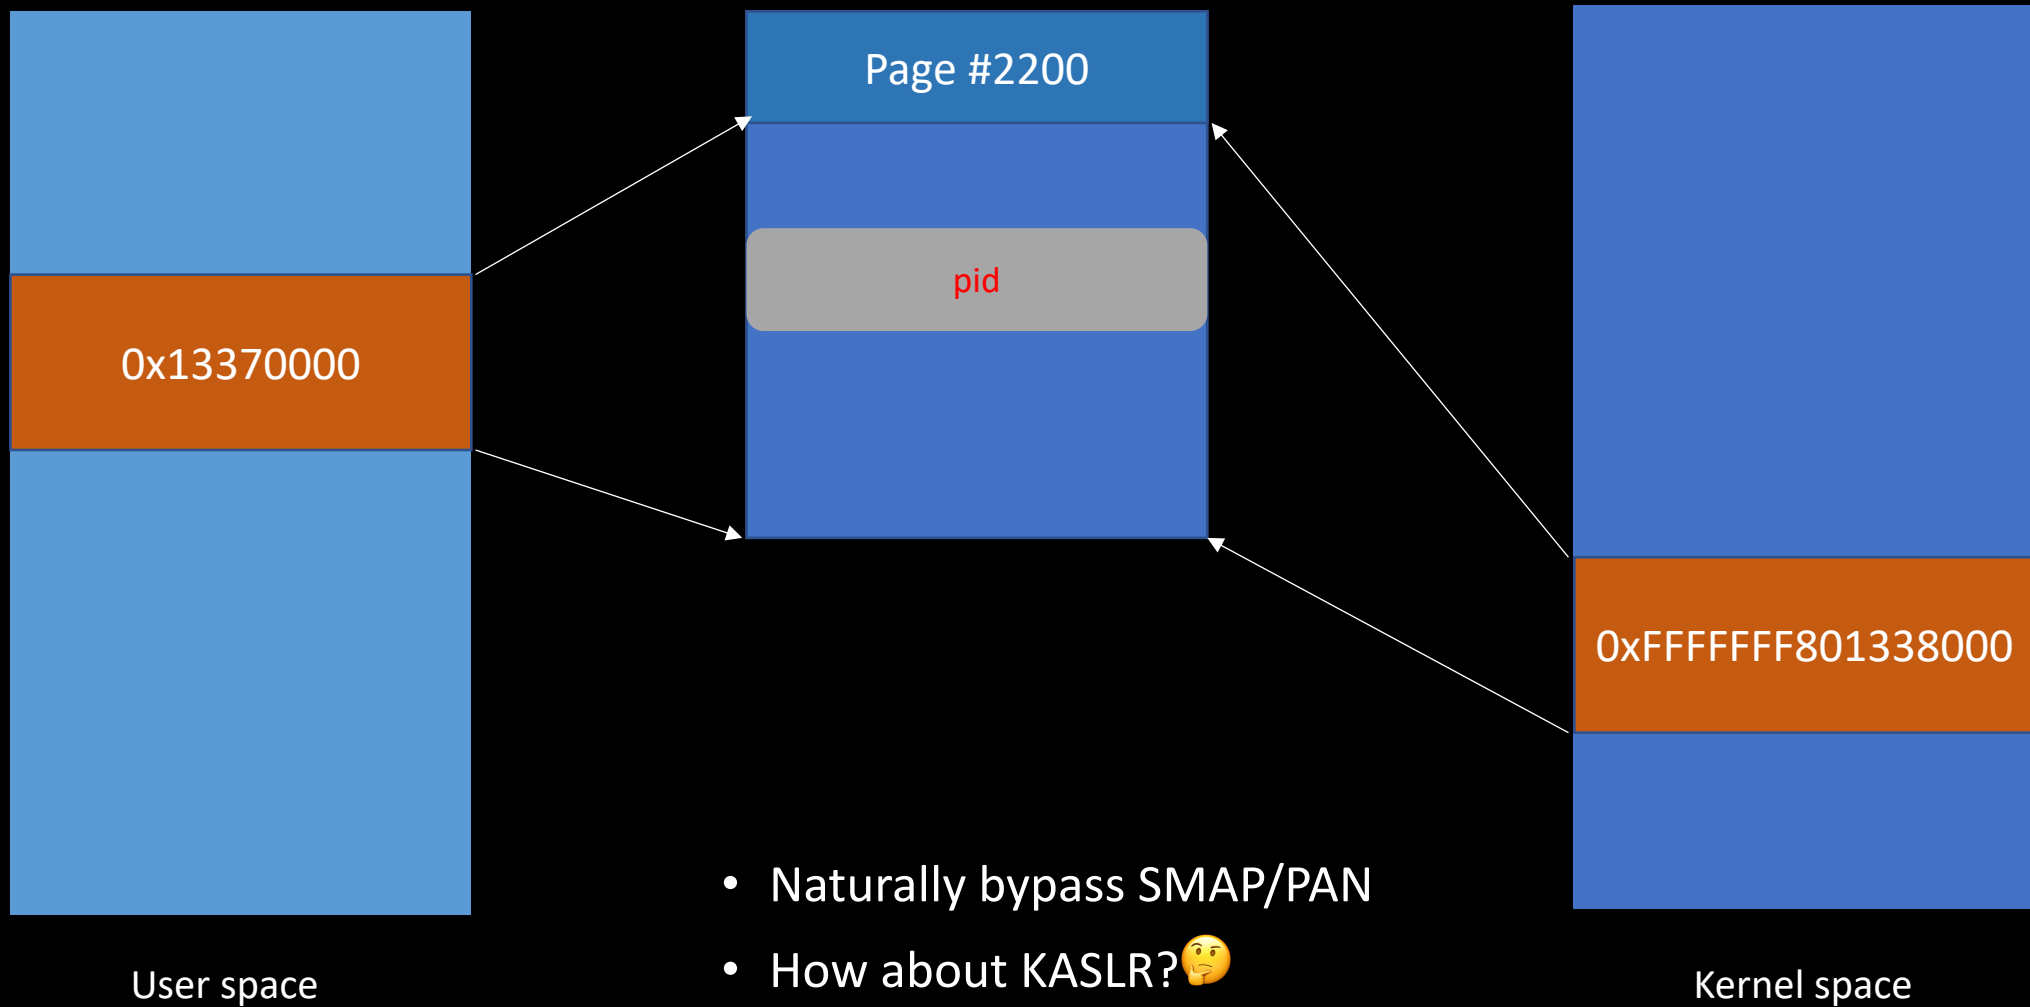 Page #2200
pid
0x13370000
0xFFFFFFF801338000
• Naturally bypass SMAP/PAN
• How about KASLR?🤔
User space
Kernel space